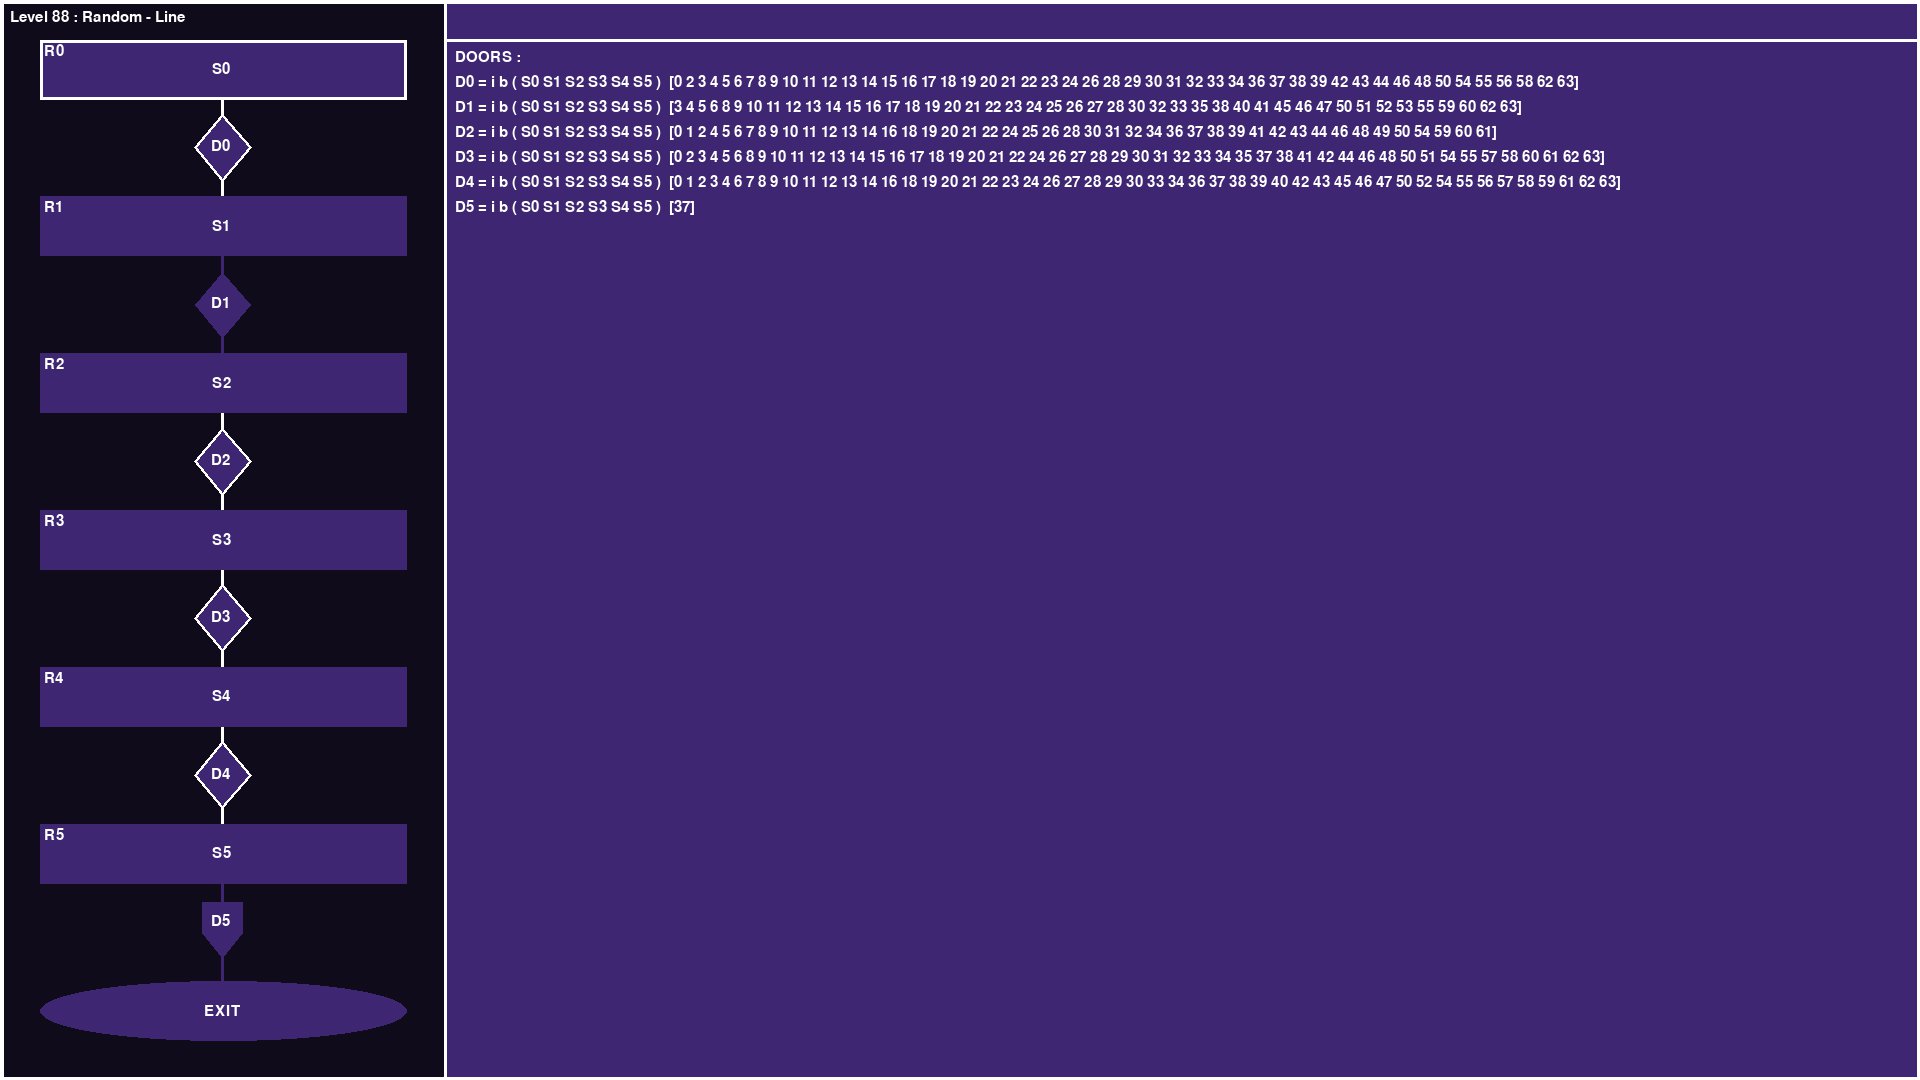 Level 88 : Random - Line
R0
S0
D0
R1
S1
D1
R2
S2
D2
R3
S3
D3
R4
S4
D4
R5
S5
D5
EXIT
DOORS :
D0 = i b ( S0 S1 S2 S3 S4 S5 ) [0 2 3 4 5 6 7 8 9 10 11 12 13 14 15 16 17 18 19 20 21 22 23 24 26 28 29 30 31 32 33 34 36 37 38 39 42 43 44 46 48 50 54 55 56 58 62 63]
D1 = i b ( S0 S1 S2 S3 S4 S5 ) [3 4 5 6 8 9 10 11 12 13 14 15 16 17 18 19 20 21 22 23 24 25 26 27 28 30 32 33 35 38 40 41 45 46 47 50 51 52 53 55 59 60 62 63]
D2 = i b ( S0 S1 S2 S3 S4 S5 ) [0 1 2 4 5 6 7 8 9 10 11 12 13 14 16 18 19 20 21 22 24 25 26 28 30 31 32 34 36 37 38 39 41 42 43 44 46 48 49 50 54 59 60 61]
D3 = i b ( S0 S1 S2 S3 S4 S5 ) [0 2 3 4 5 6 8 9 10 11 12 13 14 15 16 17 18 19 20 21 22 24 26 27 28 29 30 31 32 33 34 35 37 38 41 42 44 46 48 50 51 54 55 57 58 60 61 62 63]
D4 = i b ( S0 S1 S2 S3 S4 S5 ) [0 1 2 3 4 6 7 8 9 10 11 12 13 14 16 18 19 20 21 22 23 24 26 27 28 29 30 33 34 36 37 38 39 40 42 43 45 46 47 50 52 54 55 56 57 58 59 61 62 63]
D5 = i b ( S0 S1 S2 S3 S4 S5 ) [37]